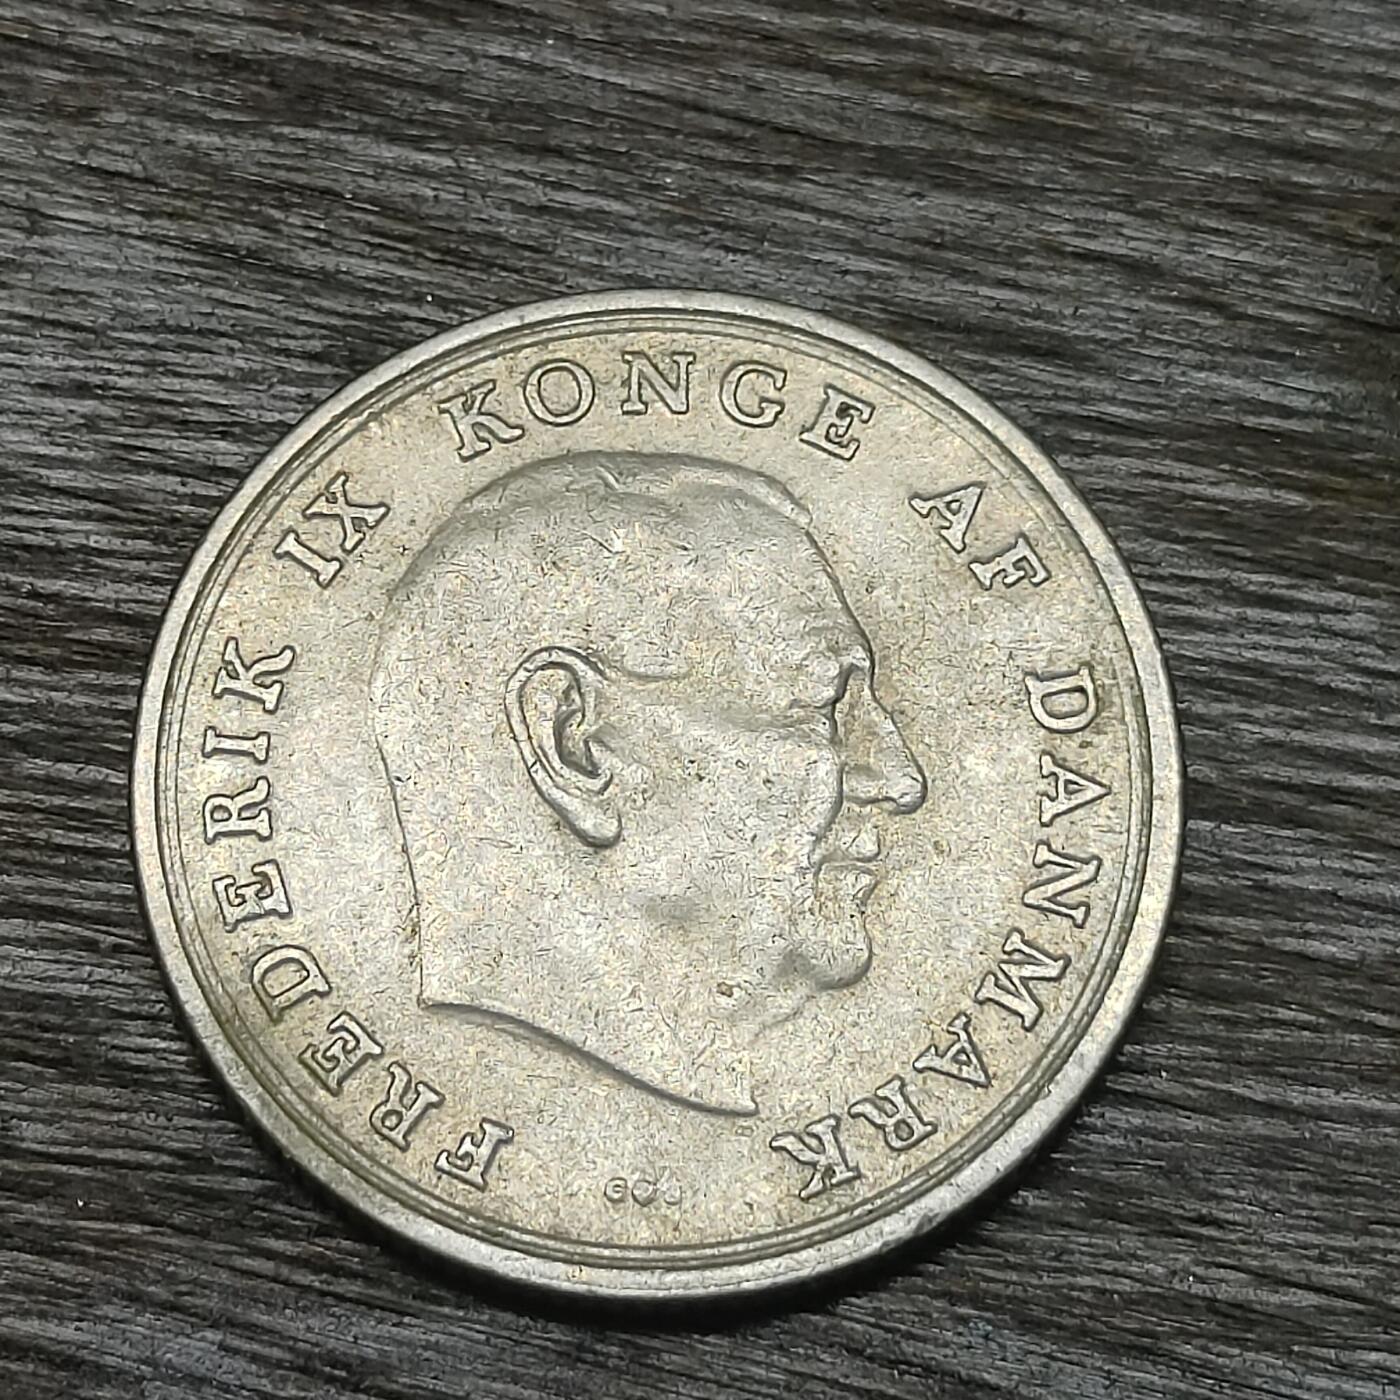 FREDERIK IX KONGE AF DANMARK